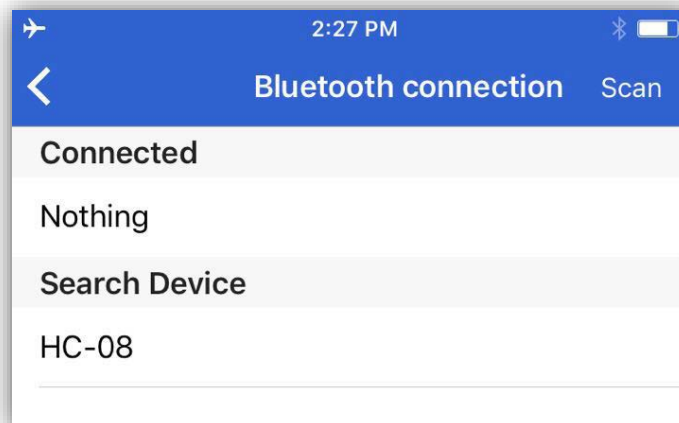 2:27 PM
Bluetooth connection Scan
Connected
Nothing
Search Device
HC-08